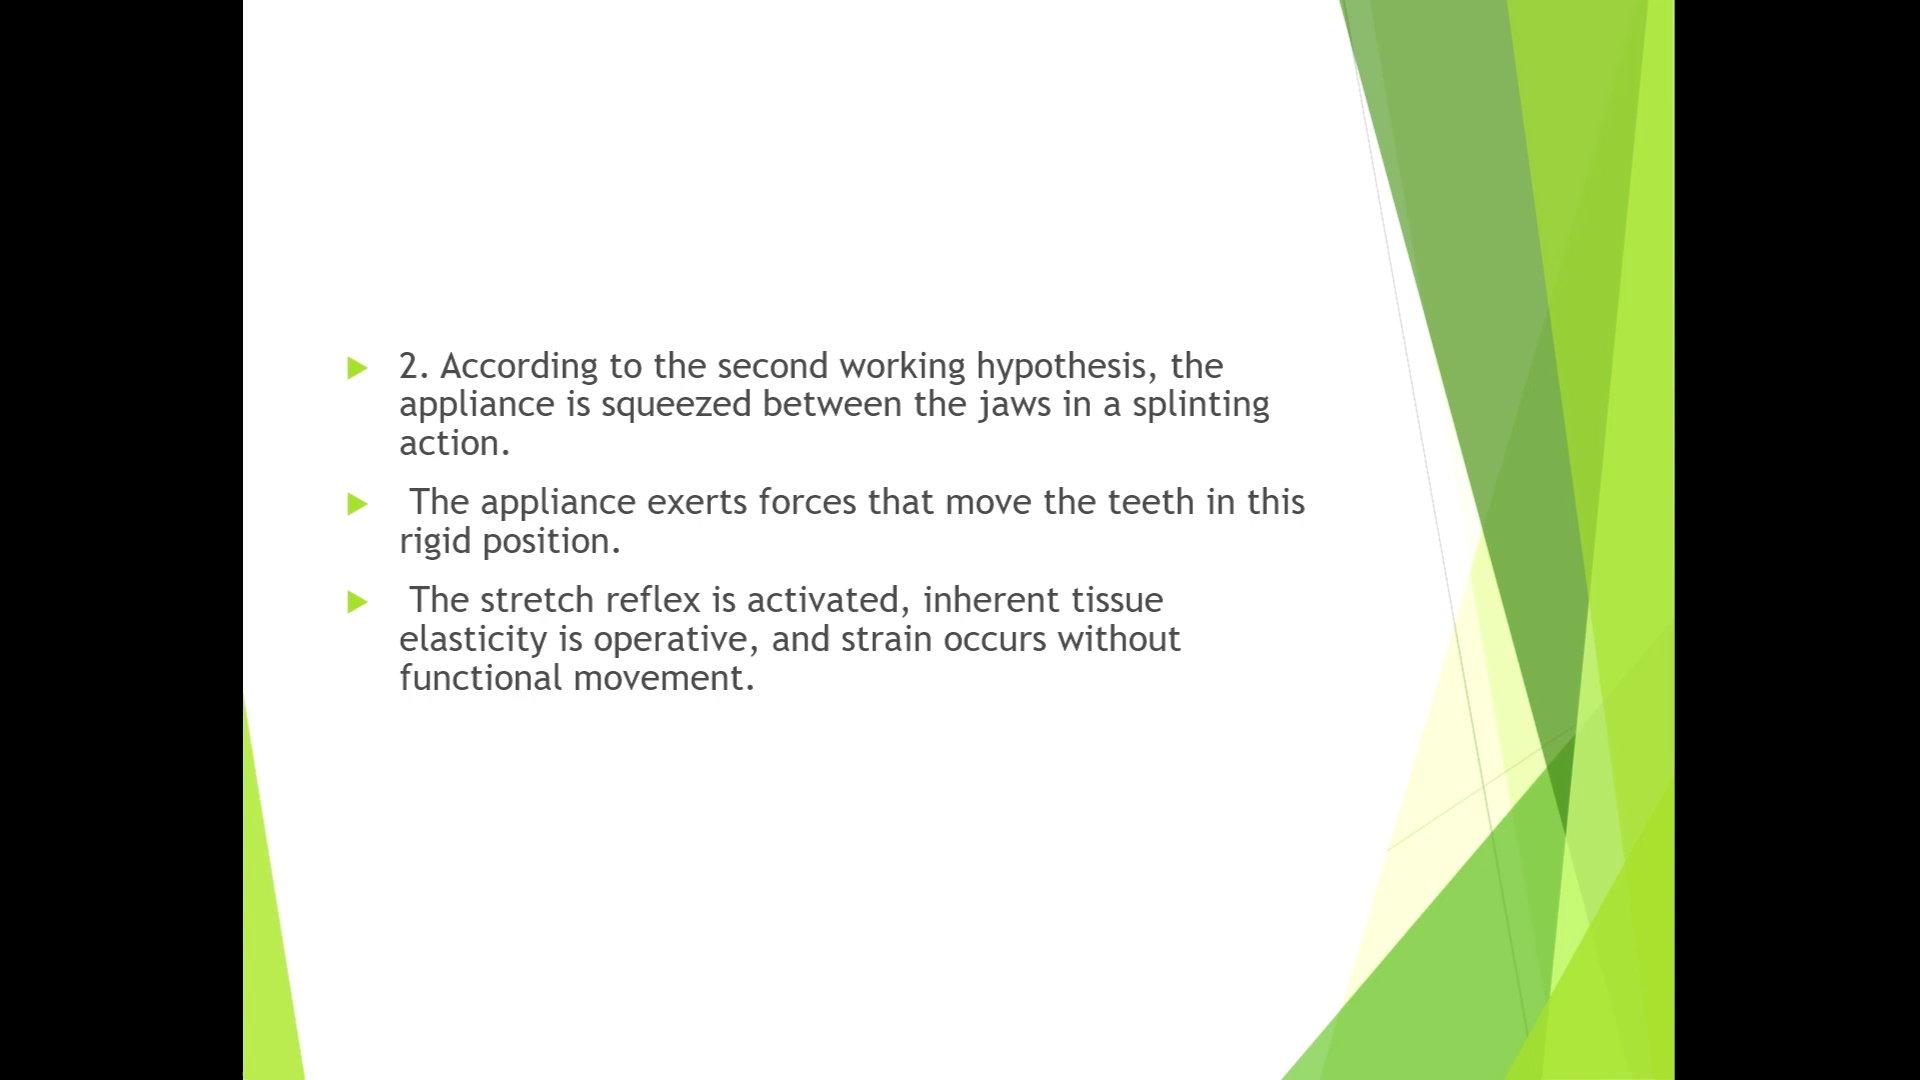 2. According to the second working hypothesis, the
appliance is squeezed between the jaws in a splinting
action.
The appliance exerts forces that move the teeth in this
rigid position.
The stretch reflex is activated, inherent tissue
elasticity is operative, and strain occurs without
functional movement.